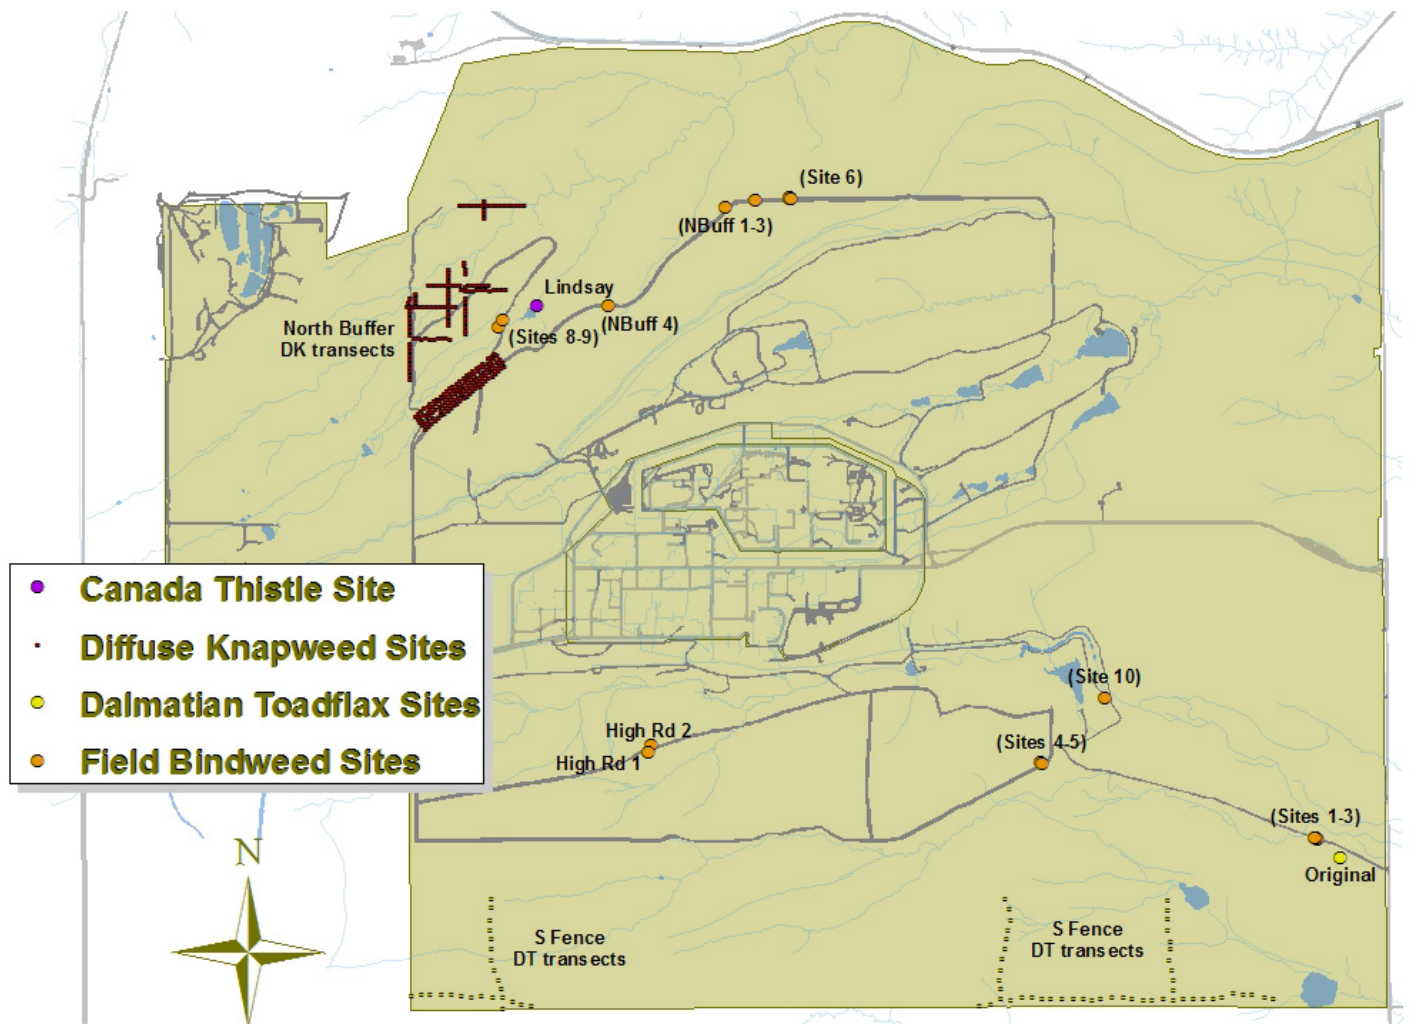 (Site 6)
(NBuff 1-3)
Lindsay
(NBuff 4)
(Sites 8-9)
North Buffer
DK transects
Canada Thistle Site
Diffuse Knapweed Sites
Dalmatian Toadflax Sites
Field Bindweed Sites
(Site 10)
High Rd 2
High Rd 1
(Sites 4-5)
(Sites 1-3)
Original
N
S Fence
DT transects
S Fence
DT transects